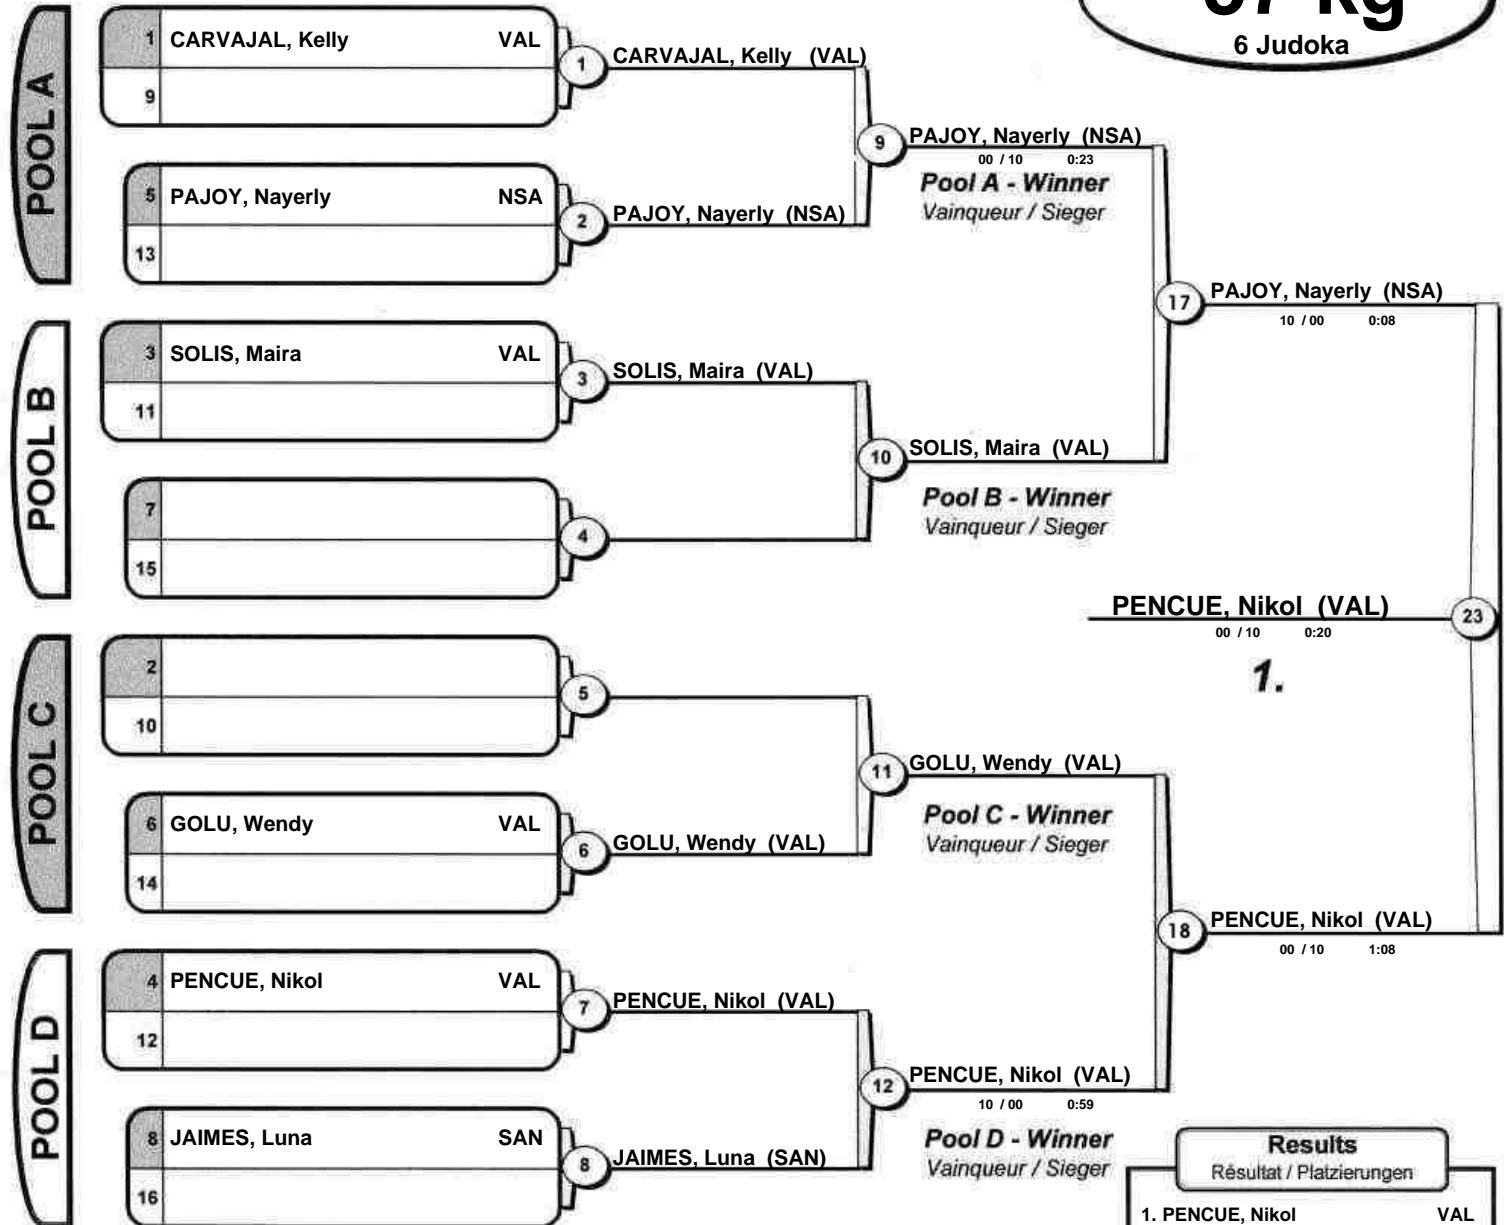 kg
6 Judoka
POOL A
1 CARVAJAL, Kelly VAL
9
1 CARVAJAL, Kelly (VAL)
5 PAJOY, Nayerly NSA
13
2 PAJOY, Nayerly (NSA)
9 PAJOY, Nayerly (NSA)
00 / 10 0:23
Pool A - Winner
Vainqueur / Sieger
POOL B
3 SOLIS, Maira VAL
11
3 SOLIS, Maira (VAL)
7
15
4
10 SOLIS, Maira (VAL)
Pool B - Winner
Vainqueur / Sieger
17 PAJOY, Nayerly (NSA)
10 / 00 0:08
PENCUE, Nikol (VAL) 23
00 / 10 0:20
1.
POOL C
2
10
5
6 GOLU, Wendy VAL
14
6 GOLU, Wendy (VAL)
11 GOLU, Wendy (VAL)
Pool C - Winner
Vainqueur / Sieger
18 PENCUE, Nikol (VAL)
00 / 10 1:08
POOL D
4 PENCUE, Nikol VAL
12
7 PENCUE, Nikol (VAL)
8 JAIMES, Luna SAN
16
8 JAIMES, Luna (SAN)
12 PENCUE, Nikol (VAL)
10 / 00 0:59
Pool D - Winner
Vainqueur / Sieger
Results
Résultat / Platzierungen
1. PENCUE, Nikol VAL